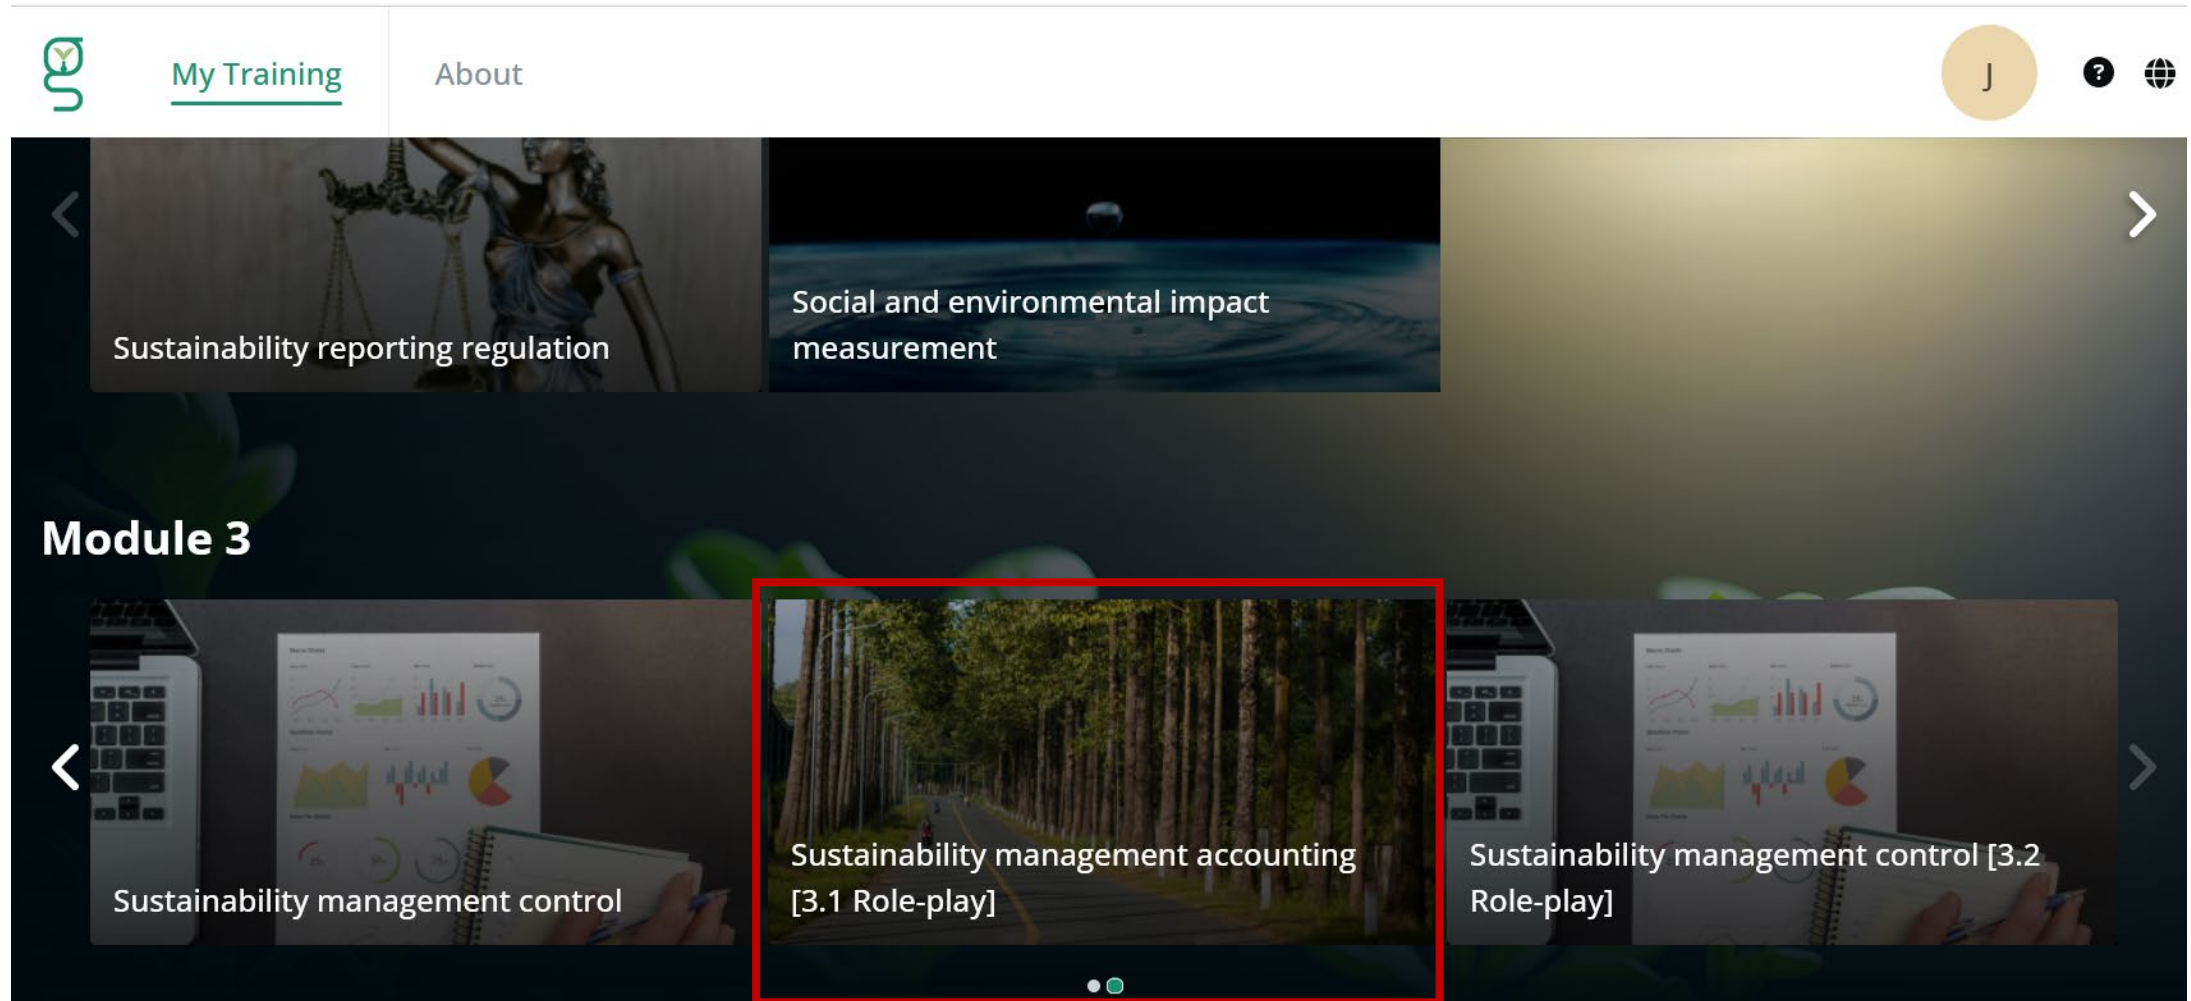 My Training
About
J
?
Sustainability reporting regulation
Social and environmental impact
measurement
Module 3
Sustainability management control
Sustainability management accounting
[3.1 Role-play]
Sustainability management control [3.2
Role-play]